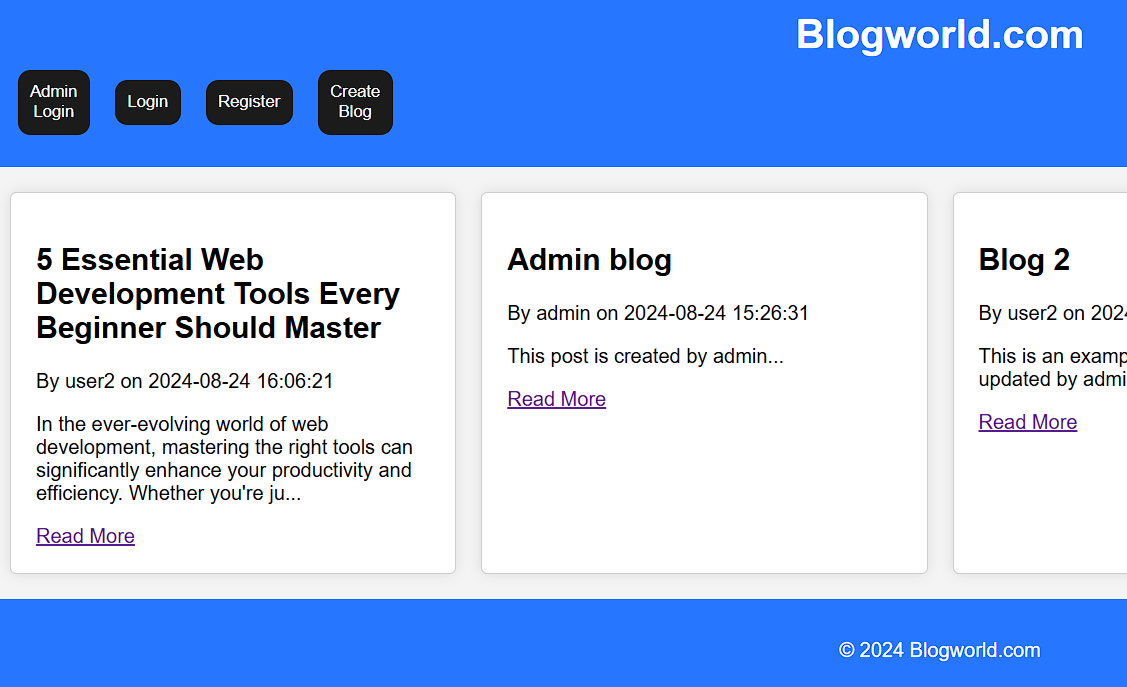 Blogworld.com
Admin
Login
Login
Register
Create
Blog
5 Essential Web
Development Tools Every
Beginner Should Master
By user2 on 2024-08-24 16:06:21
In the ever-evolving world of web
development, mastering the right tools can
significantly enhance your productivity and
efficiency. Whether you're ju...
Read More
Admin blog
By admin on 2024-08-24 15:26:31
This post is created by admin...
Read More
Blog 2
By user2 on 202
This is an examp
updated by admi
Read More
© 2024 Blogworld.com